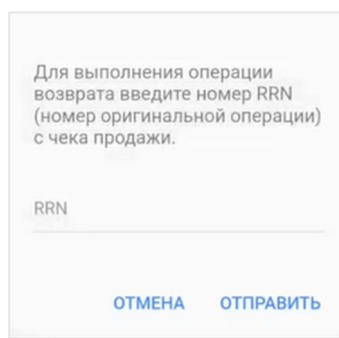 Для выполнения операции
возврата введите номер RRN
(номер оригинальной операции)
с чека продажи.
RRN
ОТМЕНА ОТПРАВИТЬ